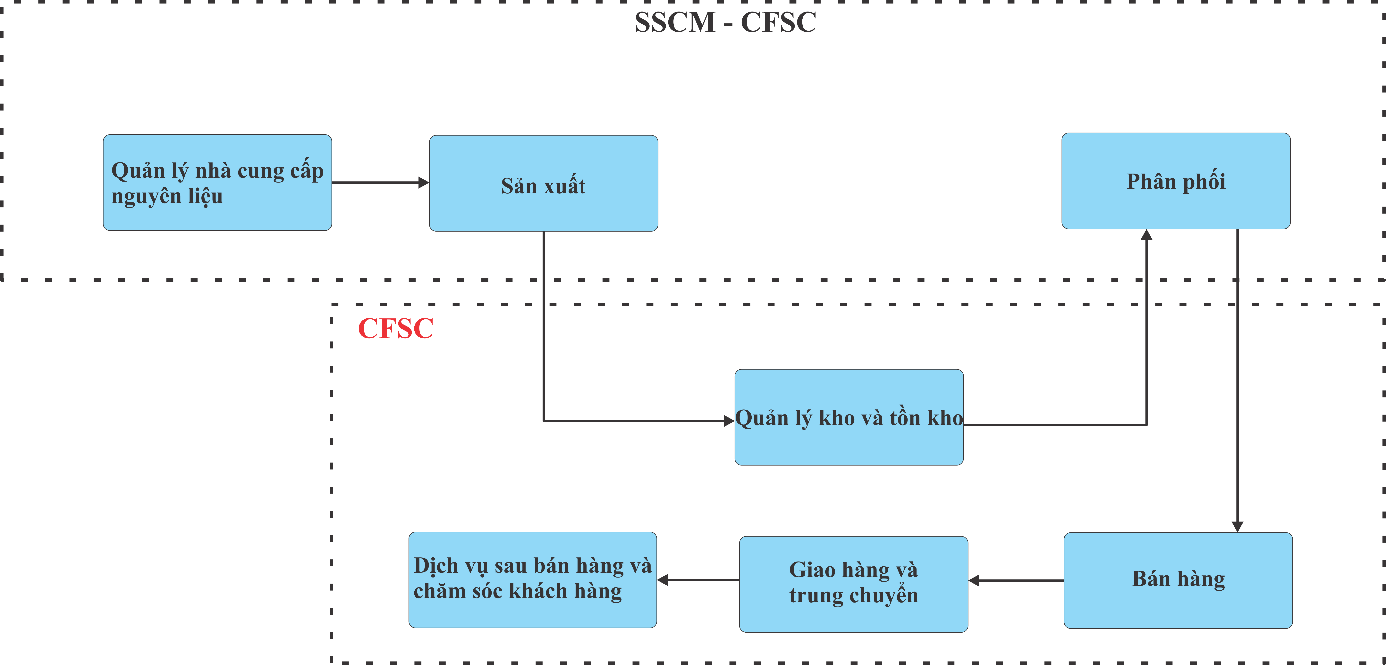 SSCM - CFSC
Quản lý nhà cung cấp
nguyên liệu
Sản xuất
Phân phối
CFSC
Quản lý kho và tồn kho
Dịch vụ sau bán hàng và
chăm sóc khách hàng
Giao hàng và
trung chuyển
Bán hàng